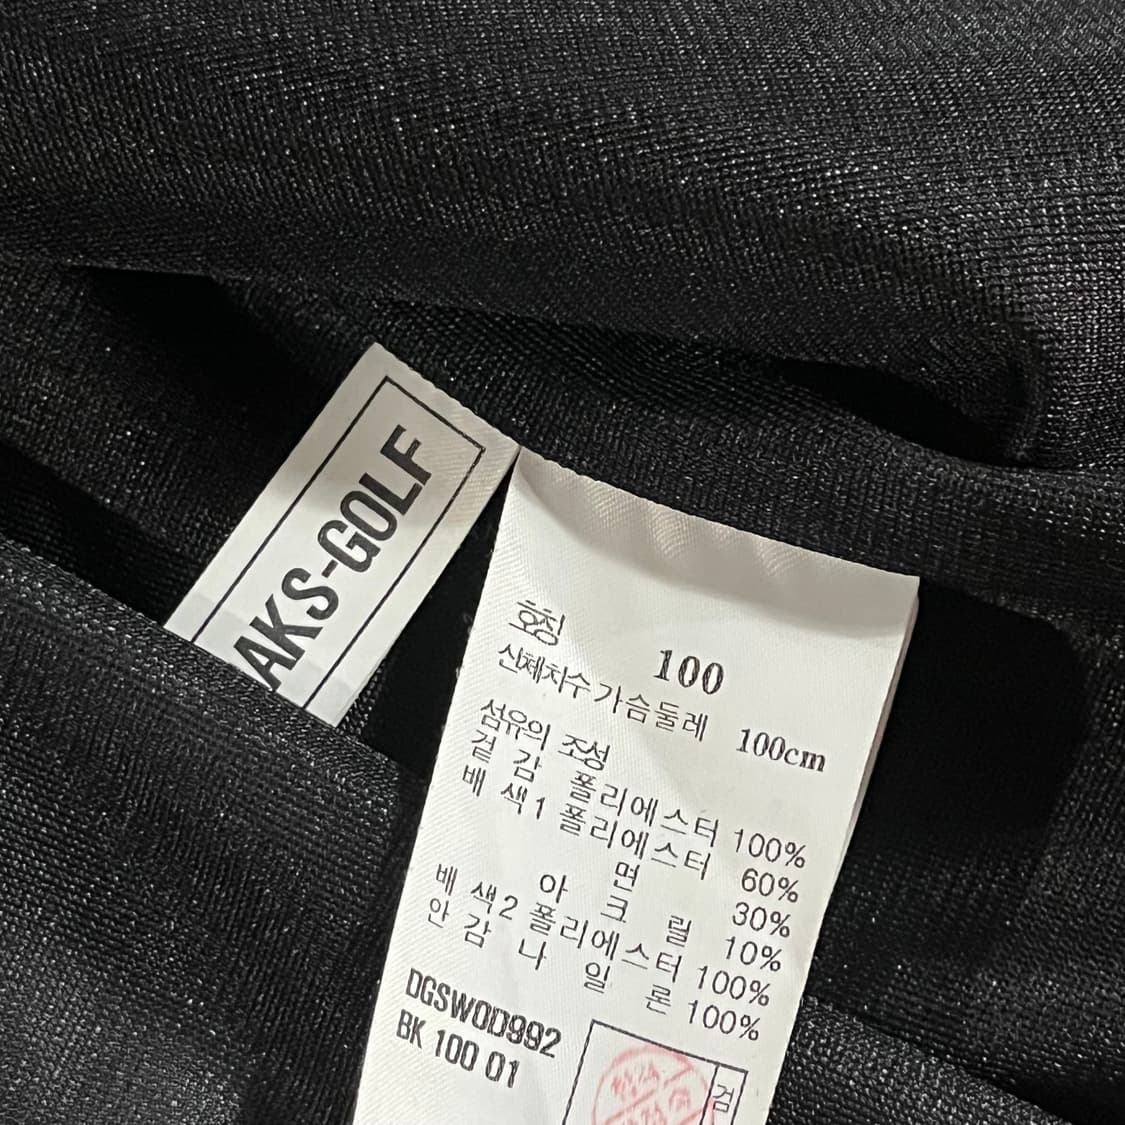 AKS-GOLF
호칭 100
신체치수 가슴둘레 100cm
섬유의 조성
겉 감 폴리에스터 100%
배 색1 폴리에스터 60%
면 30%
아 크 릴 10%
배 색2 폴리에스터 100%
안 감 나 일 론 100%
DGSW0D992
BK 100 01
검